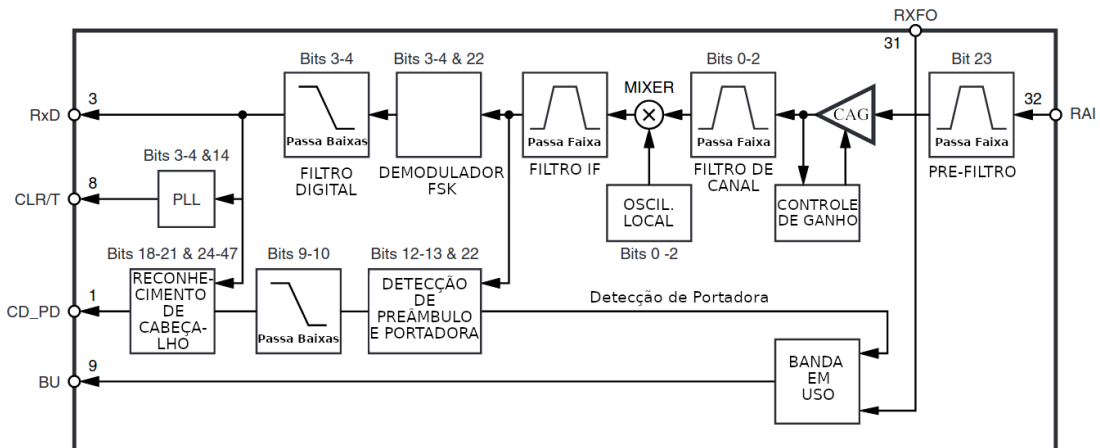 RXFO
31
Bits 3-4
Bits 3-4 & 22
Bits 0-2
Bit 23
MIXER
3
32
RxD
CAG
RAI
Passa Baixas
Passa Faixa
Passa Faixa
Passa Faixa
FILTRO
DIGITAL
DEMODULADOR
FSK
FILTRO IF
FILTRO DE
CANAL
PRE-FILTRO
Bits 3-4 &14
8
CLR/T
PLL
OSCIL.
LOCAL
CONTROLE
DE GANHO
Bits 0 -2
Bits 18-21 & 24-47
Bits 9-10
Bits 12-13 & 22
1
CD_PD
RECONHE-
CIMENTO
DE
CABEÇA-
LHO
Passa Baixas
DETECÇÃO
DE
PREÂMBULO
E PORTADORA
Detecção de Portadora
9
BU
BANDA
EM
USO